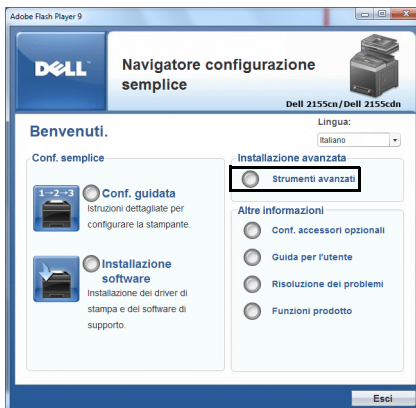 Adobe Flash Player 9
DELL
Navigatore configurazione
semplice
Dell 2155cn/Dell 2155cdn
Benvenuti.
Lingua:
Italiano
Conf. semplice
1→2→3
Conf. guidata
Istruzioni dettagliate per
configurare la stampante.
Installazione
software
Installazione dei driver di
stampa e del software di
supporto.
Installazione avanzata
Strumenti avanzati
Altre informazioni
Conf. accessori opzionali
Guida per l'utente
Risoluzione dei problemi
Funzioni prodotto
Esci